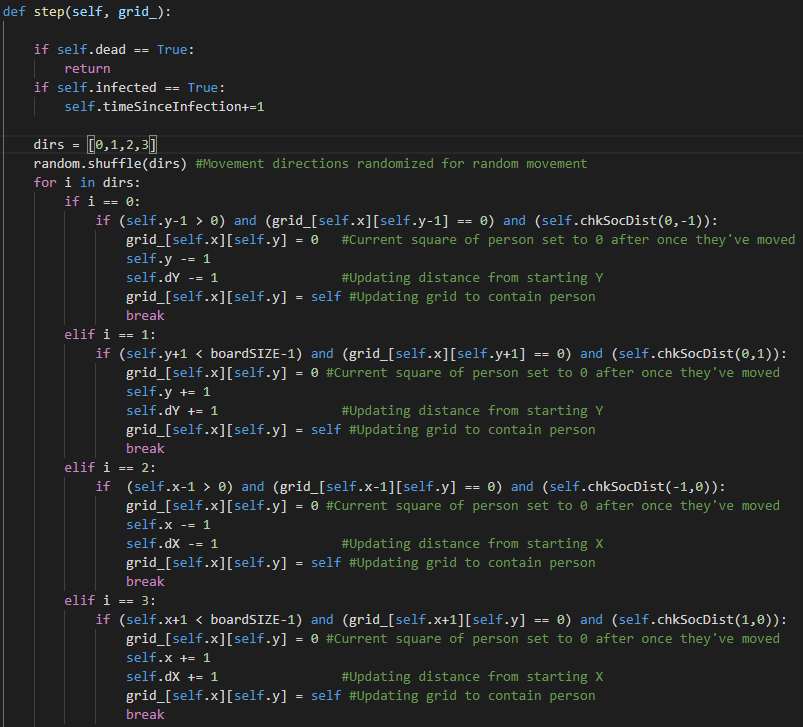 def step(self, grid_):

    if self.dead == True:
        return
    if self.infected == True:
        self.timeSinceInfection+=1

    dirs = [0,1,2,3]
    random.shuffle(dirs) #Movement directions randomized for random movement
    for i in dirs:
        if i == 0:
            if (self.y-1 > 0) and (grid_[self.x][self.y-1] == 0) and (self.chkSocDist(0,-1)):
                grid_[self.x][self.y] = 0   #Current square of person set to 0 after once they've moved
                self.y -= 1
                self.dY -= 1                #Updating distance from starting Y
                grid_[self.x][self.y] = self #Updating grid to contain person
                break
        elif i == 1:
            if (self.y+1 < boardSIZE-1) and (grid_[self.x][self.y+1] == 0) and (self.chkSocDist(0,1)):
                grid_[self.x][self.y] = 0 #Current square of person set to 0 after once they've moved
                self.y += 1
                self.dY += 1                #Updating distance from starting Y
                grid_[self.x][self.y] = self #Updating grid to contain person
                break
        elif i == 2:
            if  (self.x-1 > 0) and (grid_[self.x-1][self.y] == 0) and (self.chkSocDist(-1,0)):
                grid_[self.x][self.y] = 0 #Current square of person set to 0 after once they've moved
                self.x -= 1
                self.dX -= 1                #Updating distance from starting X
                grid_[self.x][self.y] = self #Updating grid to contain person
                break
        elif i == 3:
            if (self.x+1 < boardSIZE-1) and (grid_[self.x+1][self.y] == 0) and (self.chkSocDist(1,0)):
                grid_[self.x][self.y] = 0 #Current square of person set to 0 after once they've moved
                self.x += 1
                self.dX += 1                #Updating distance from starting X
                grid_[self.x][self.y] = self #Updating grid to contain person
                break